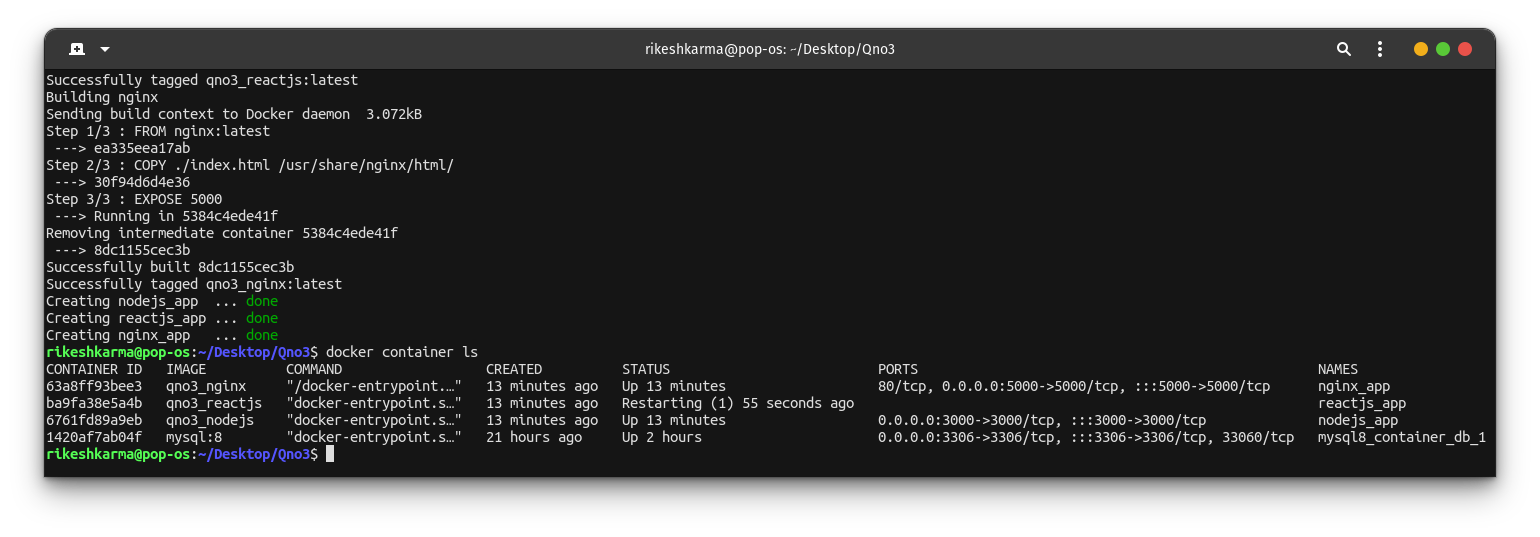 rikeshkarma@pop-os: ~/Desktop/Qno3
Successfully tagged qno3_reactjs:latest
Building nginx
Sending build context to Docker daemon  3.072kB
Step 1/3 : FROM nginx:latest
 ---> ea335eea17ab
Step 2/3 : COPY ./index.html /usr/share/nginx/html/
 ---> 30f94d6d4e36
Step 3/3 : EXPOSE 5000
 ---> Running in 5384c4ede41f
Removing intermediate container 5384c4ede41f
 ---> 8dc1155cec3b
Successfully built 8dc1155cec3b
Successfully tagged qno3_nginx:latest
Creating nodejs_app  ... done
Creating reactjs_app ... done
Creating nginx_app   ... done
rikeshkarma@pop-os:~/Desktop/Qno3$ docker container ls
CONTAINER ID   IMAGE          COMMAND                  CREATED          STATUS                          PORTS                                                  NAMES
63a8ff93bee3   qno3_nginx     "/docker-entrypoint.…"   13 minutes ago   Up 13 minutes                   80/tcp, 0.0.0.0:5000->5000/tcp, :::5000->5000/tcp      nginx_app
ba9fa38e5a4b   qno3_reactjs   "docker-entrypoint.s…"   13 minutes ago   Restarting (1) 55 seconds ago                                                          reactjs_app
6761fd89a9eb   qno3_nodejs    "docker-entrypoint.s…"   13 minutes ago   Up 13 minutes                   0.0.0.0:3000->3000/tcp, :::3000->3000/tcp              nodejs_app
1420af7ab04f   mysql:8        "docker-entrypoint.s…"   21 hours ago     Up 2 hours                      0.0.0.0:3306->3306/tcp, :::3306->3306/tcp, 33060/tcp   mysql8_container_db_1
rikeshkarma@pop-os:~/Desktop/Qno3$